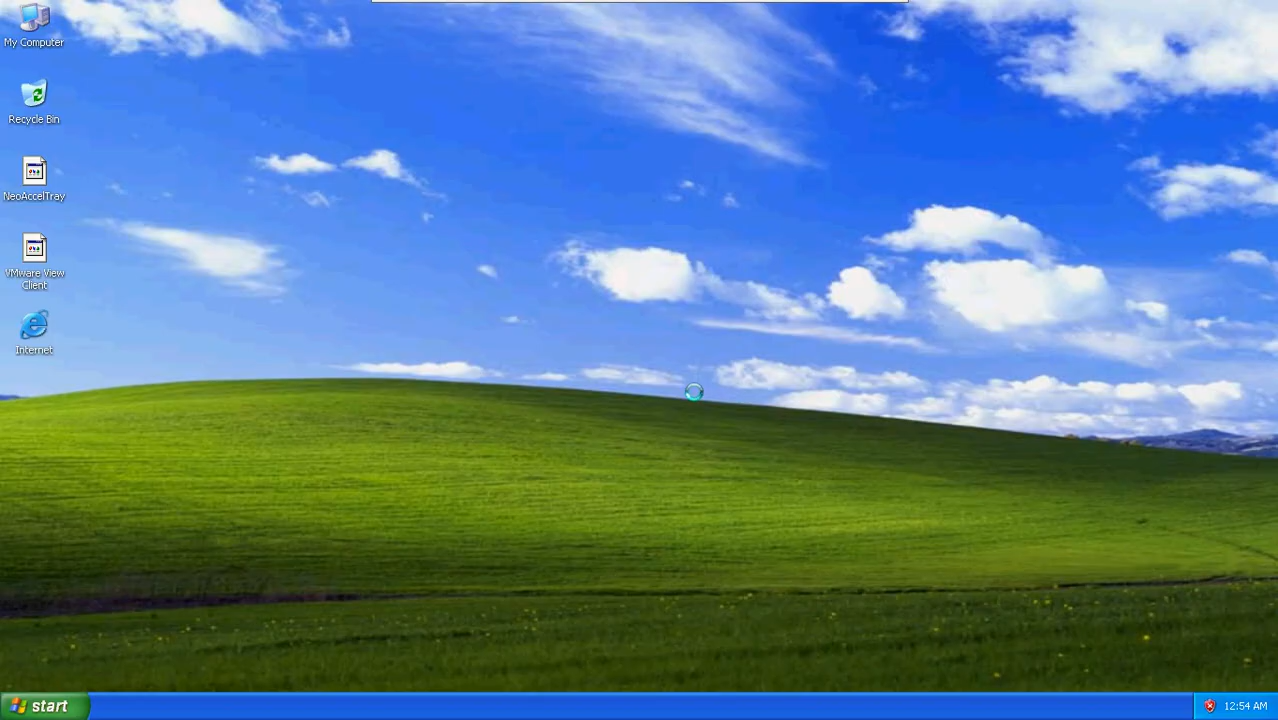 My Computer
Recycle Bin
NeoAccelTray
VMware View
Client
Internet
start
12:54 AM